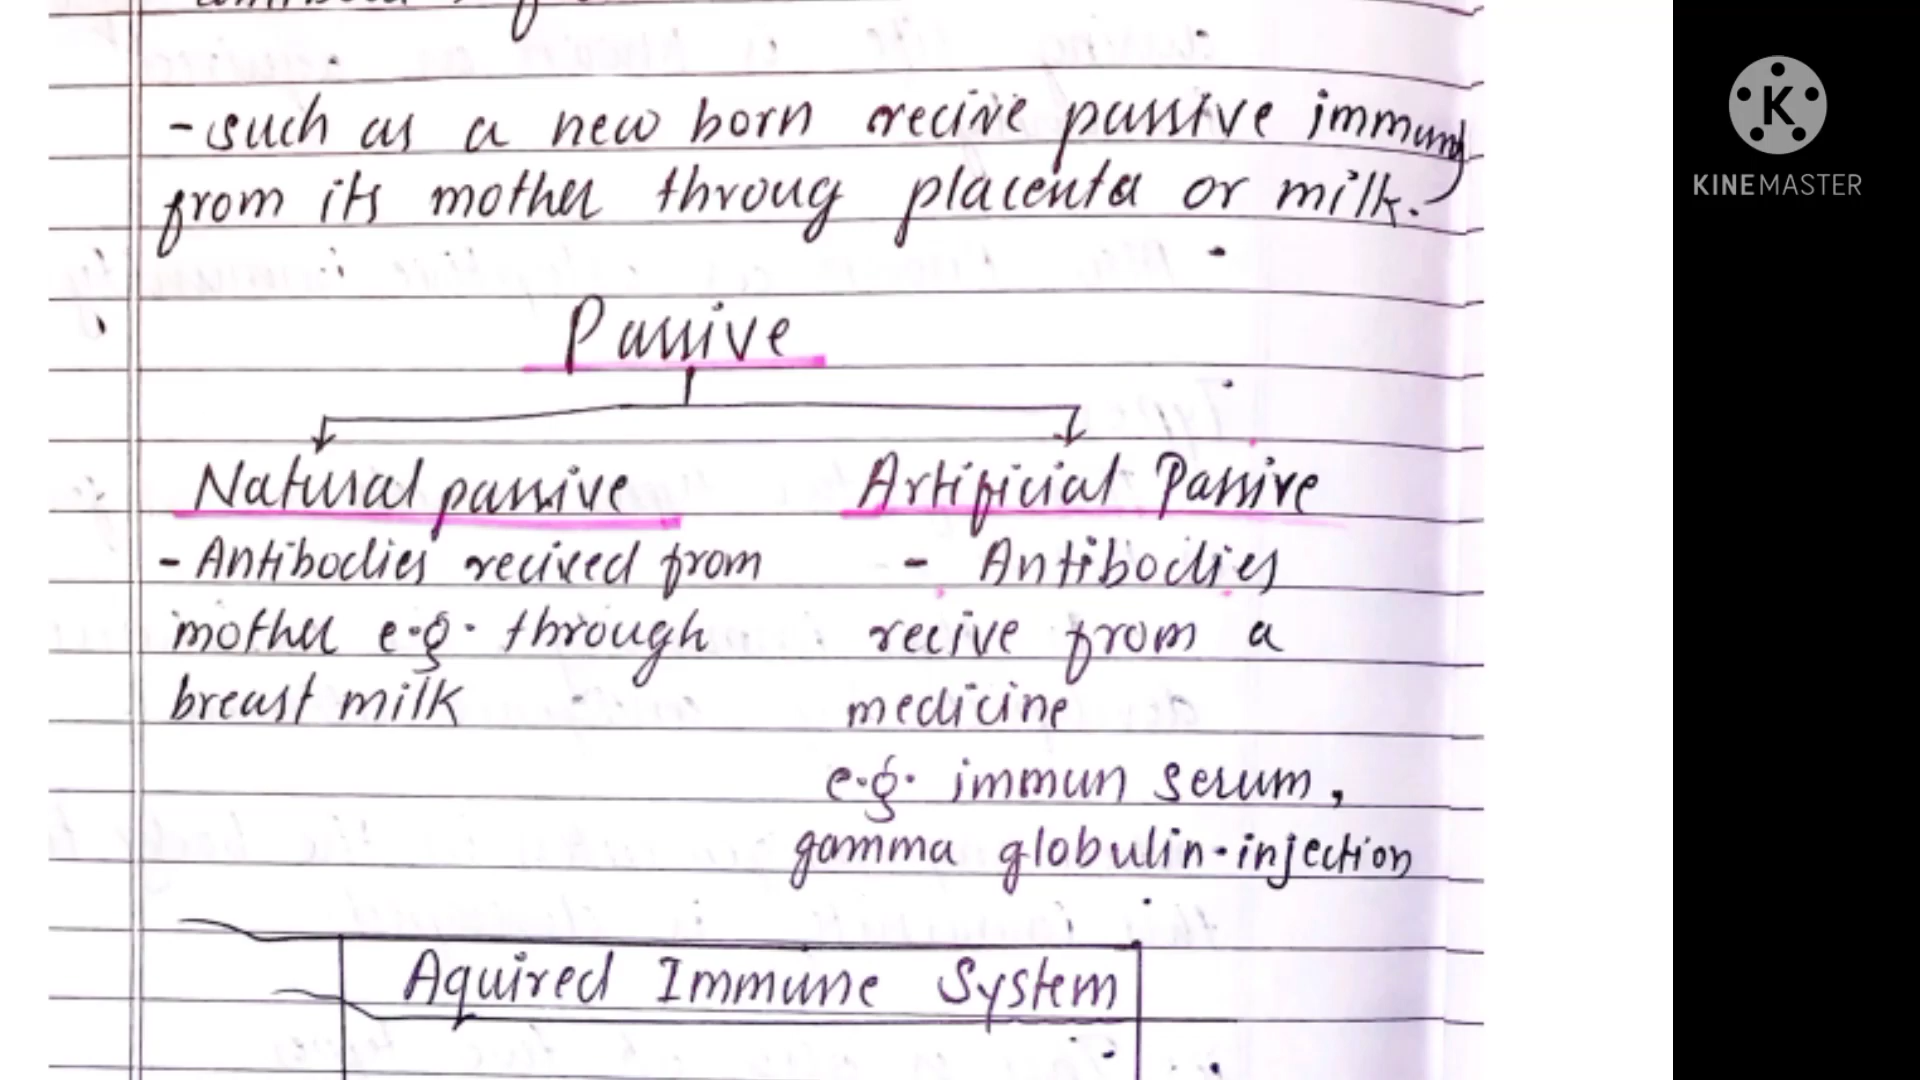 - such as a new born recive passive immunity
from its mother throug placenta or milk.
Passive
Natural passive
Artificial Passive
- Antibodies recived from
mother e.g. through
breast milk
- Antibodies
recive from a
medicine
e.g. immun serum,
gamma globulin-injection
Aquired Immune System
KINEMASTER